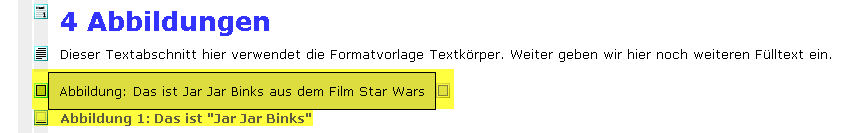 4 Abbildungen
Dieser Textabschnitt hier verwendet die Formatvorlage Textkörper. Weiter geben wir hier noch weiteren Fülltext ein.
Abbildung: Das ist Jar Jar Binks aus dem Film Star Wars
Abbildung 1: Das ist "Jar Jar Binks"